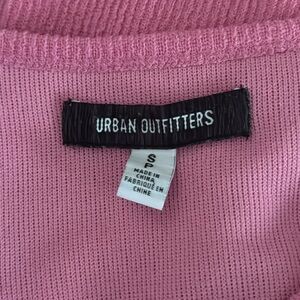 URBAN OUTFITTERS
S
P
MADE IN
CHINA
FABRIQUÉ EN
CHINE